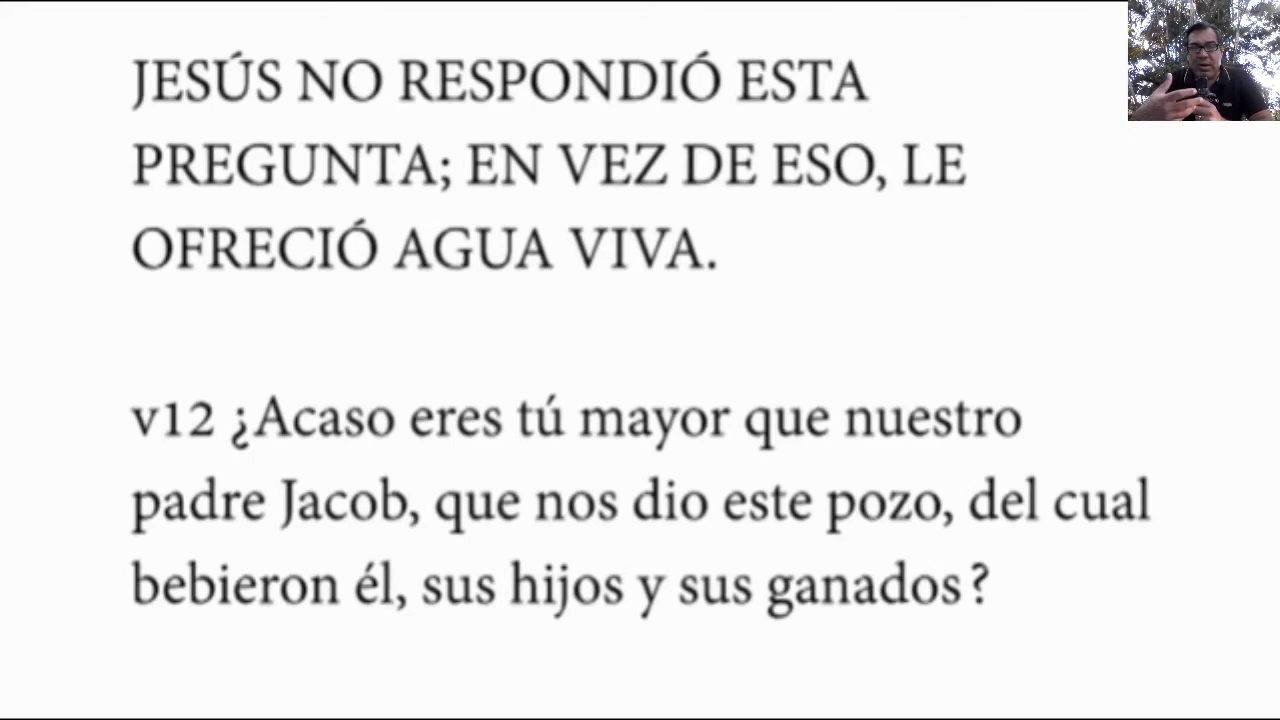 JESÚS NO RESPONDIÓ ESTA
PREGUNTA; EN VEZ DE ESO, LE
OFRECIÓ AGUA VIVA.
v12 ¿Acaso eres tú mayor que nuestro
padre Jacob, que nos dio este pozo, del cual
bebieron él, sus hijos y sus ganados?